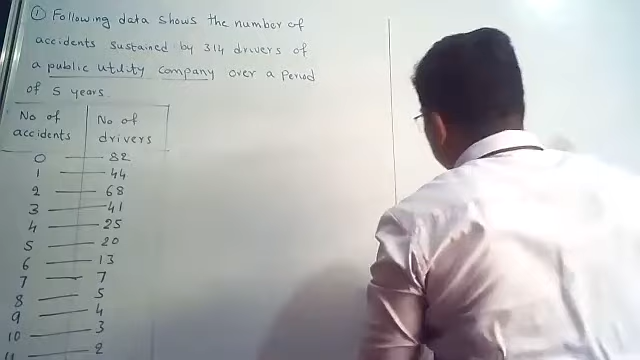 ① Following data shows the number of
accidents sustained by 314 drivers of
a public utility company over a period
of 5 years.
No of accidents No of drivers
0 — 82
1 — 44
2 — 68
3 — 41
4 — 25
5 — 20
6 — 13
7 — 7
8 — 5
9 — 4
10 — 3
11 — 2